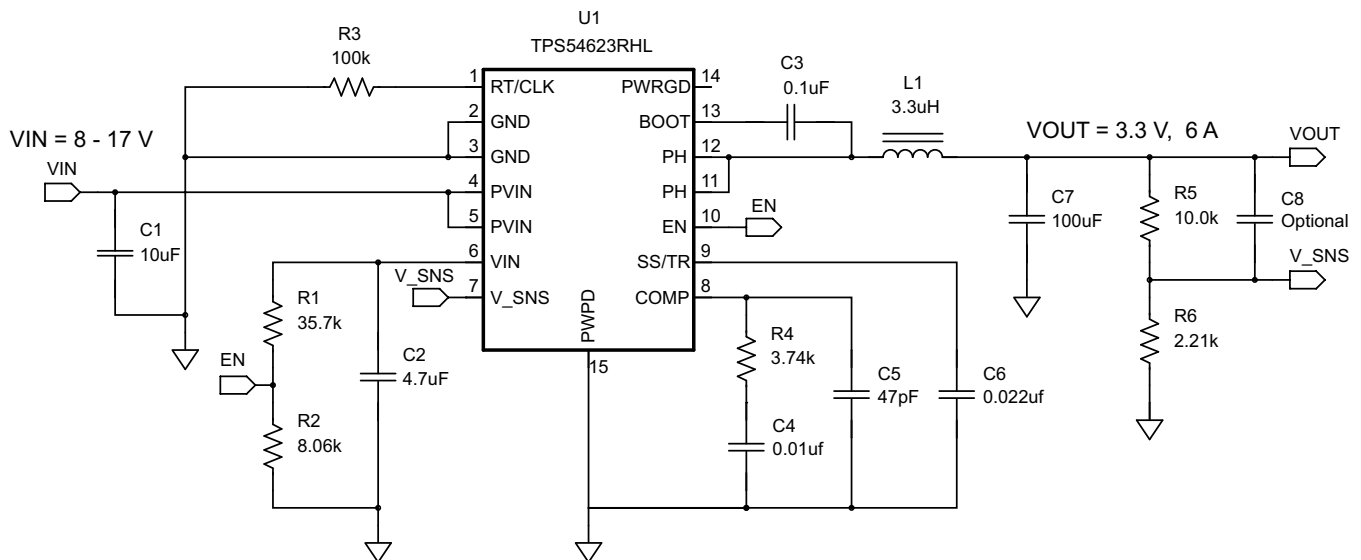 U1
TPS54623RHL
R3
100k
1
RT/CLK
PWRGD
14
2
GND
BOOT
13
3
GND
PH
12
4
PVIN
PH
11
5
PVIN
EN
10
6
VIN
SS/TR
9
7
V_SNS
COMP
8
PWPD
15
VIN = 8 - 17 V
VIN
C1
10uF
V_SNS
R1
35.7k
EN
R2
8.06k
C2
4.7uF
C3
0.1uF
L1
3.3uH
VOUT = 3.3 V, 6 A
VOUT
EN
C7
100uF
R5
10.0k
C8
Optional
V_SNS
R6
2.21k
R4
3.74k
C4
0.01uf
C5
47pF
C6
0.022uf